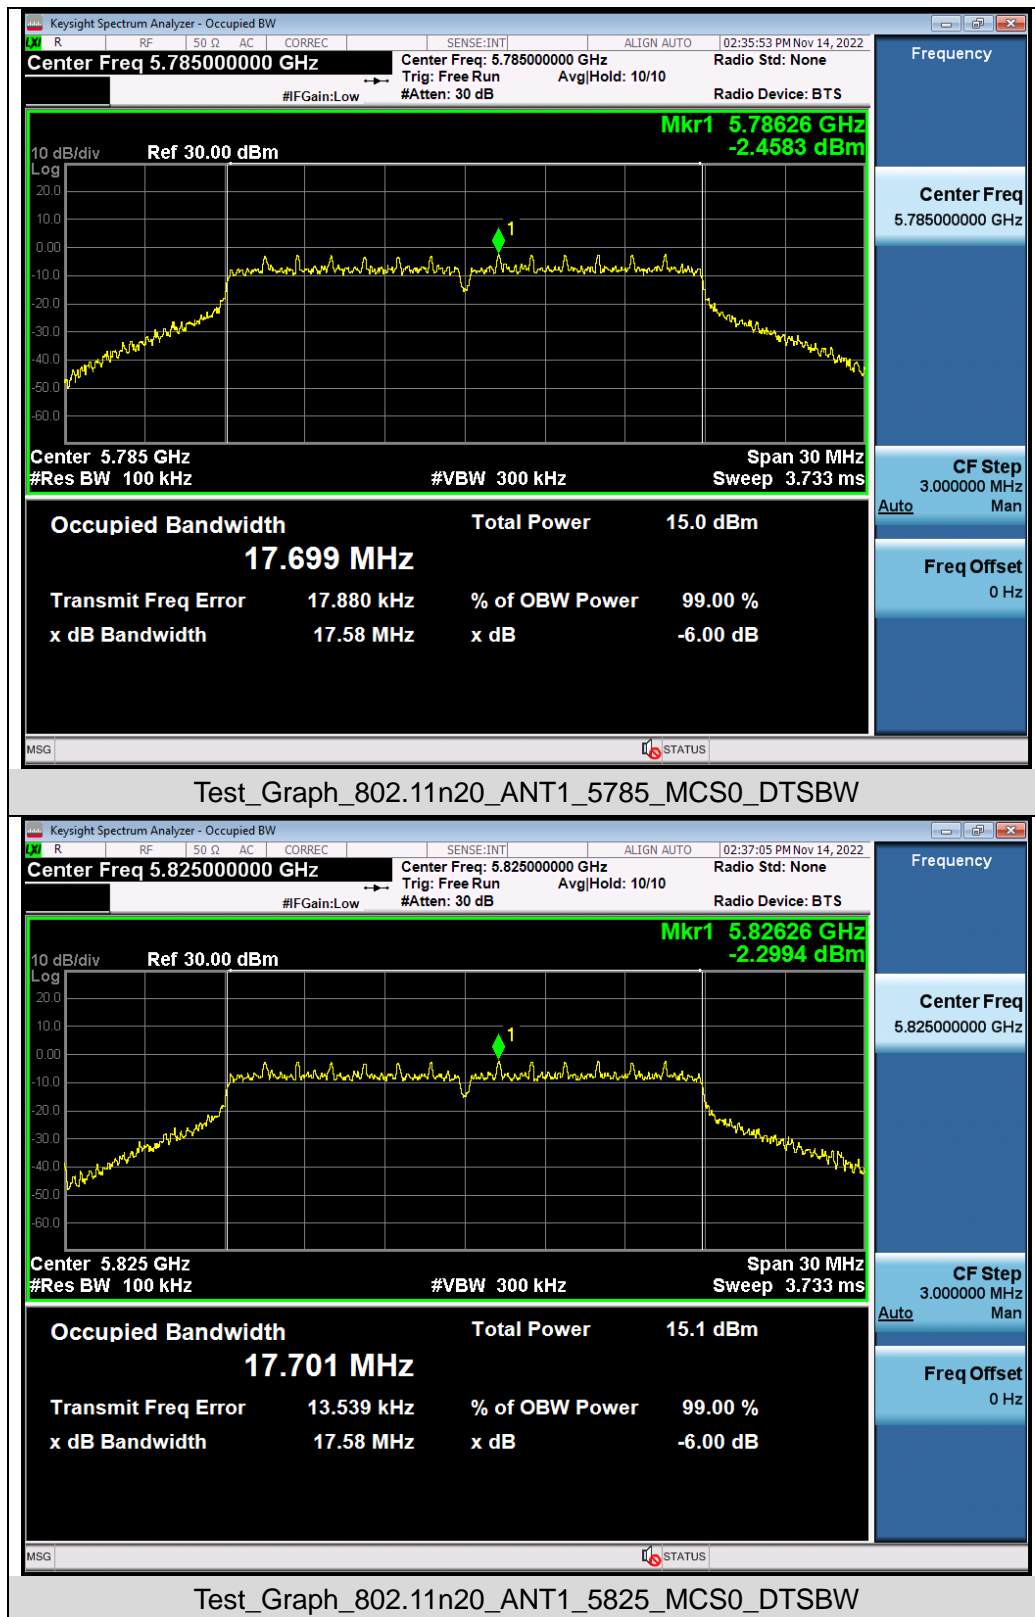 Keysight Spectrum Analyzer - Occupied BW
LXI R RF 50 Ω AC CORREC SENSE:INT ALIGN AUTO 02:35:53 PM Nov 14, 2022
Center Freq 5.785000000 GHz
Center Freq: 5.785000000 GHz Radio Std: None
Trig: Free Run Avg|Hold: 10/10
#IFGain:Low #Atten: 30 dB Radio Device: BTS
Frequency
Mkr1 5.78626 GHz
-2.4583 dBm
10 dB/div Ref 30.00 dBm
Log
20.0
10.0
0.00
-10.0
-20.0
-30.0
-40.0
-50.0
-60.0
1
Center 5.785 GHz Span 30 MHz
#Res BW 100 kHz #VBW 300 kHz Sweep 3.733 ms
Center Freq
5.785000000 GHz
CF Step
3.000000 MHz
Auto Man
Freq Offset
0 Hz
Occupied Bandwidth Total Power 15.0 dBm
17.699 MHz
Transmit Freq Error 17.880 kHz % of OBW Power 99.00 %
x dB Bandwidth 17.58 MHz x dB -6.00 dB
MSG STATUS
Test_Graph_802.11n20_ANT1_5785_MCS0_DTSBW
Keysight Spectrum Analyzer - Occupied BW
LXI R RF 50 Ω AC CORREC SENSE:INT ALIGN AUTO 02:37:05 PM Nov 14, 2022
Center Freq 5.825000000 GHz
Center Freq: 5.825000000 GHz Radio Std: None
Trig: Free Run Avg|Hold: 10/10
#IFGain:Low #Atten: 30 dB Radio Device: BTS
Frequency
Mkr1 5.82626 GHz
-2.2994 dBm
10 dB/div Ref 30.00 dBm
Log
20.0
10.0
0.00
-10.0
-20.0
-30.0
-40.0
-50.0
-60.0
1
Center 5.825 GHz Span 30 MHz
#Res BW 100 kHz #VBW 300 kHz Sweep 3.733 ms
Center Freq
5.825000000 GHz
CF Step
3.000000 MHz
Auto Man
Freq Offset
0 Hz
Occupied Bandwidth Total Power 15.1 dBm
17.701 MHz
Transmit Freq Error 13.539 kHz % of OBW Power 99.00 %
x dB Bandwidth 17.58 MHz x dB -6.00 dB
MSG STATUS
Test_Graph_802.11n20_ANT1_5825_MCS0_DTSBW